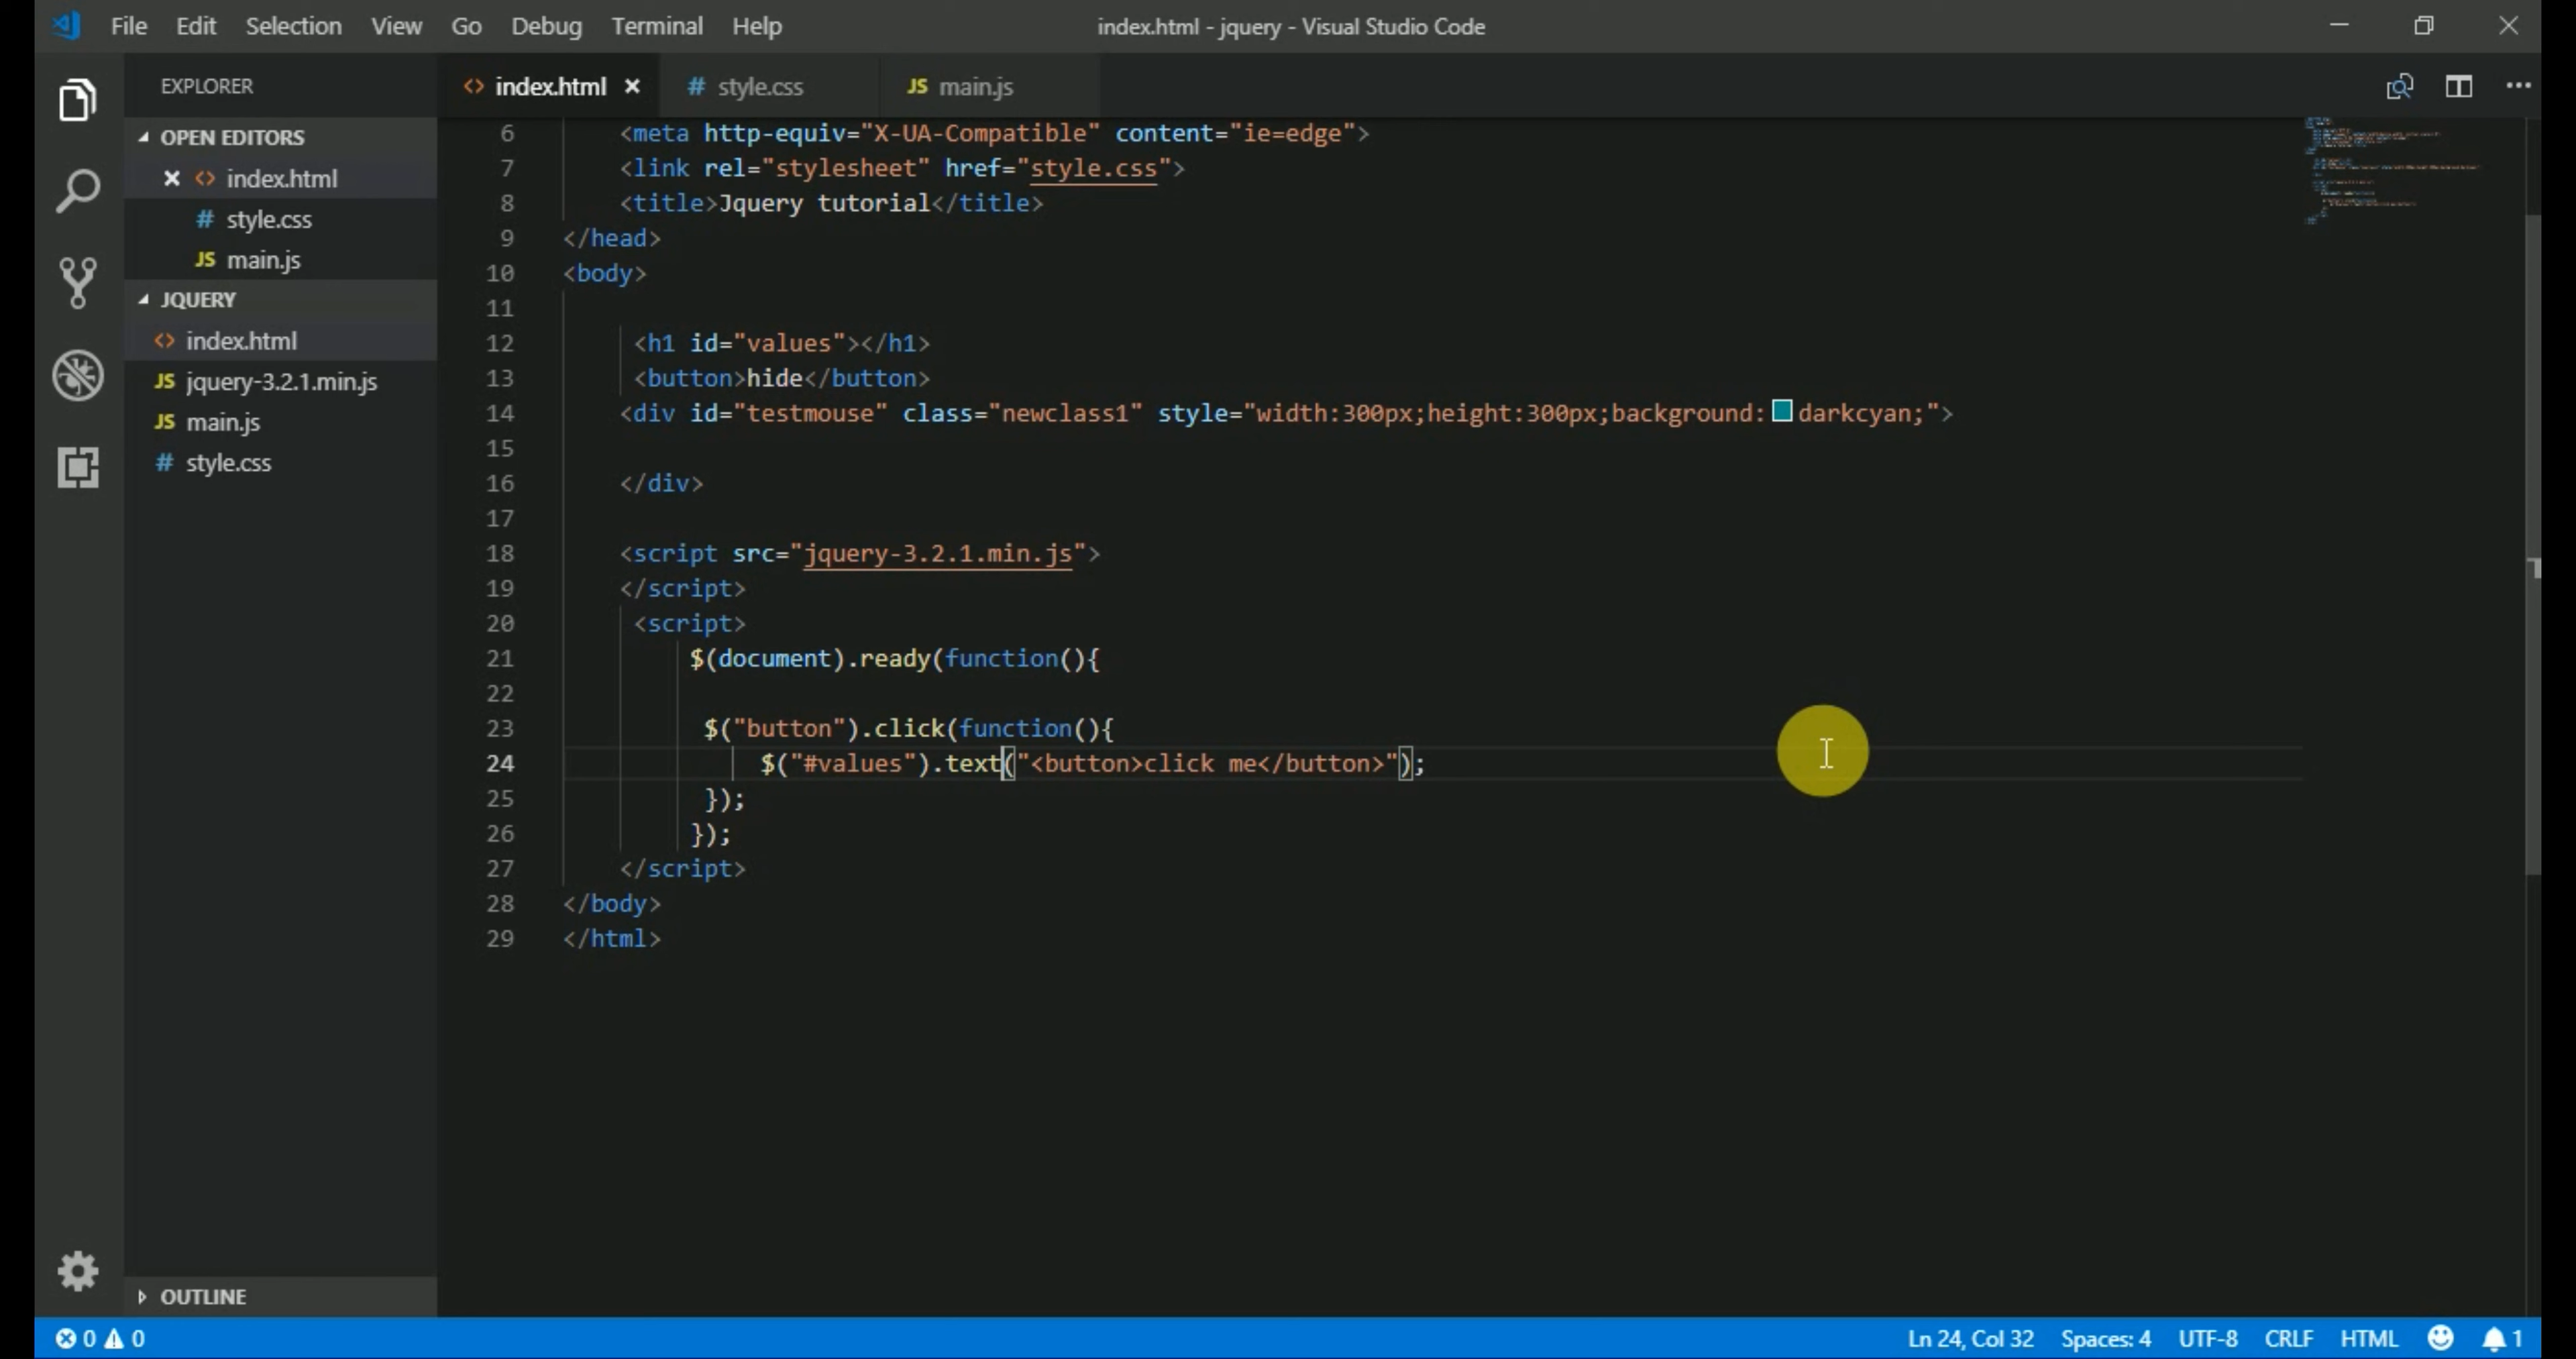 File Edit Selection View Go Debug Terminal Help
index.html - jquery - Visual Studio Code
EXPLORER
OPEN EDITORS
index.html
# style.css
JS main.js
JQUERY
index.html
JS jquery-3.2.1.min.js
JS main.js
# style.css
OUTLINE
index.html
# style.css
JS main.js
6 <meta http-equiv="X-UA-Compatible" content="ie=edge">
7 <link rel="stylesheet" href="style.css">
8 <title>Jquery tutorial</title>
9 </head>
10 <body>
11
12 <h1 id="values"></h1>
13 <button>hide</button>
14 <div id="testmouse" class="newclass1" style="width:300px;height:300px;background:darkcyan;">
15
16 </div>
17
18 <script src="jquery-3.2.1.min.js">
19 </script>
20 <script>
21 $(document).ready(function(){
22
23 $("button").click(function(){
24 $("#values").text("<button>click me</button>");
25 });
26 });
27 </script>
28 </body>
29 </html>
0 0
Ln 24, Col 32 Spaces: 4 UTF-8 CRLF HTML 1